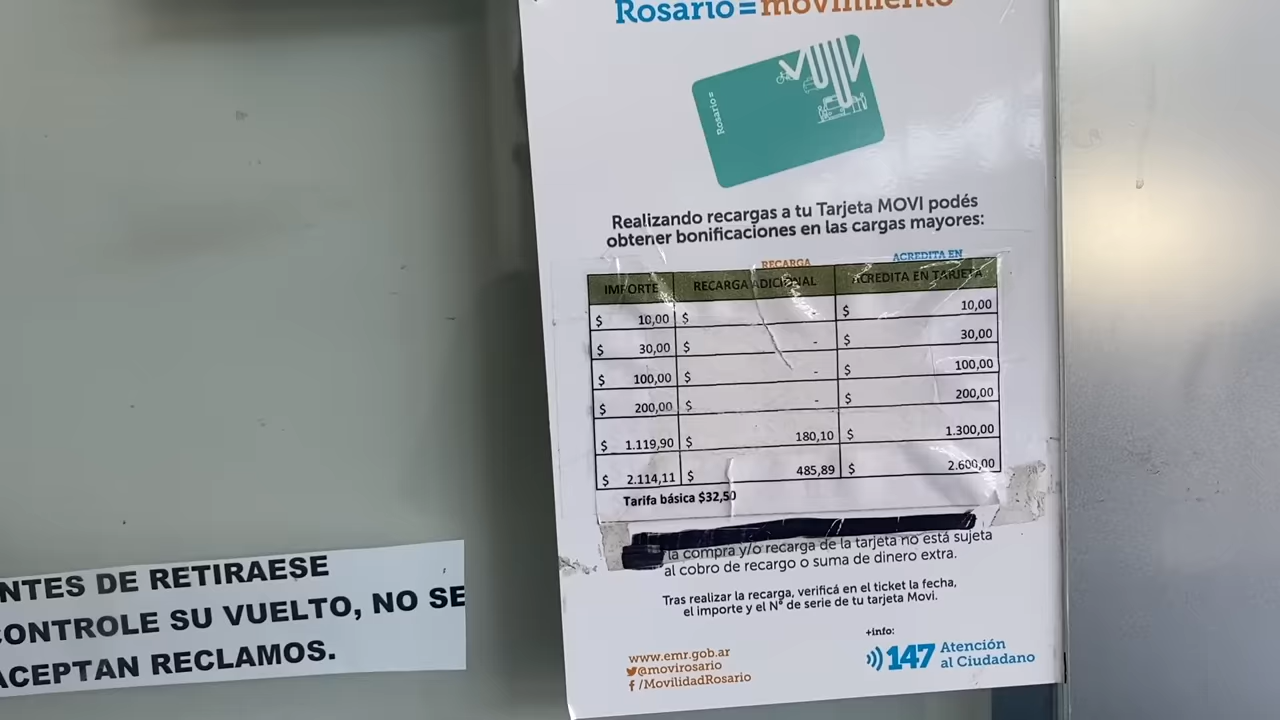 Rosario=movimiento
Rosario=
Realizando recargas a tu Tarjeta MOVI podés
obtener bonificaciones en las cargas mayores:
RECARGA ACREDITA EN
IMPORTE RECARGA ADICIONAL ACREDITA EN TARJETA
$ 10,00 $ - $ 10,00
$ 30,00 $ - $ 30,00
$ 100,00 $ - $ 100,00
$ 200,00 $ - $ 200,00
$ 1.119,90 $ 180,10 $ 1.300,00
$ 2.114,11 $ 485,89 $ 2.600,00
Tarifa básica $32,50
la compra y/o recarga de la tarjeta no está sujeta
al cobro de recargo o suma de dinero extra.
Tras realizar la recarga, verificá en el ticket la fecha,
el importe y el N° de serie de tu tarjeta Movi.
+info:
www.emr.gob.ar
@movirosario
f/MovilidadRosario
147 Atención
al Ciudadano
NTES DE RETIRAESE
CONTROLE SU VUELTO, NO SE
ACEPTAN RECLAMOS.